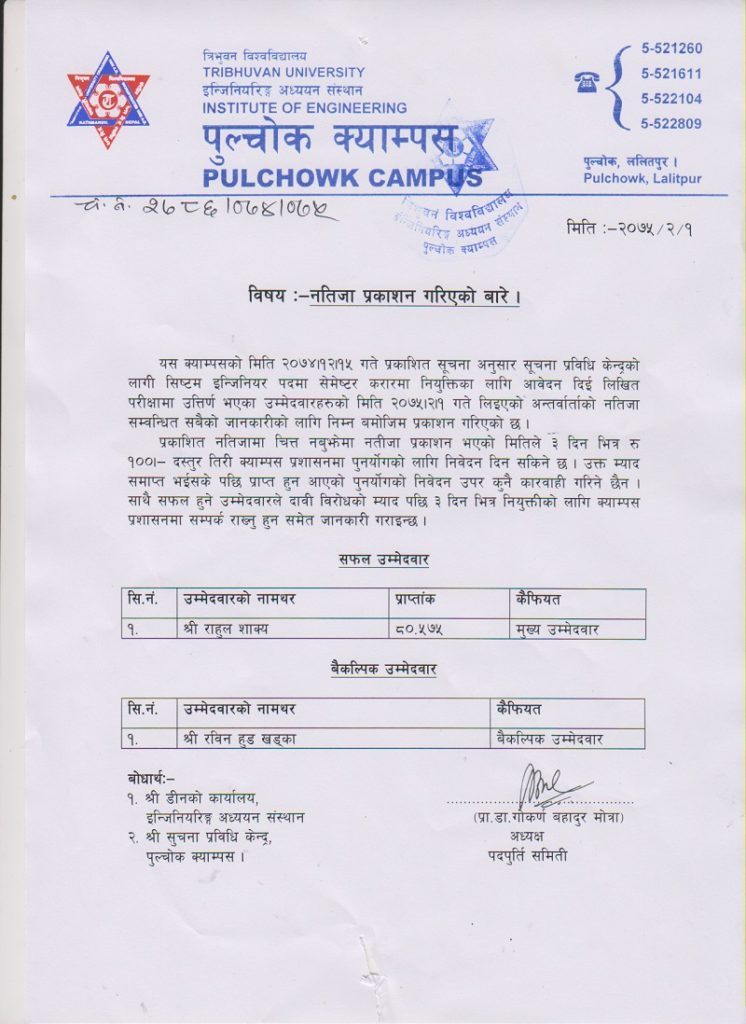 त्रिभुवन विश्वविद्यालय
TRIBHUVAN UNIVERSITY
इन्जिनियरिङ्ग अध्ययन संस्थान
INSTITUTE OF ENGINEERING
पुल्चोक क्याम्पस
PULCHOWK CAMPUS
5-521260
5-521611
5-522104
5-522809
पुल्चोक, ललितपुर ।
Pulchowk, Lalitpur
त्रिभुवन विश्वविद्यालय
इन्जिनियरिङ्ग अध्ययन संस्थान
पुल्चोक क्याम्पस
च. न. २७८६।०७४।०७५
मिति :–२०७५/२/१
विषय :–नतिजा प्रकाशन गरिएको बारे ।
यस क्याम्पसको मिति २०७४।१२।१५ गते प्रकाशित सूचना अनुसार सूचना प्रविधि केन्द्रको
लागी सिष्टम इन्जिनियर पदमा सेमेष्टर करारमा नियुक्तिका लागि आवेदन दिई लिखित
परीक्षामा उत्तिर्ण भएका उम्मेदवारहरुको मिति २०७५।२।१ गते लिइएको अन्तर्वार्ताको नतिजा
सम्वन्धित सबैको जानकारीको लागि निम्न बमोजिम प्रकाशन गरिएको छ ।
प्रकाशित नतिजामा चित्त नबुझेमा नतीजा प्रकाशन भएको मितिले ३ दिन भित्र रु
१००।– दस्तुर तिरी क्याम्पस प्रशासनमा पुनर्योगको लागि निवेदन दिन सकिने छ । उक्त म्याद
समाप्त भईसके पछि प्राप्त हुन आएको पुनर्योगको निवेदन उपर कुनै कारवाही गरिने छैन ।
साथै सफल हुने उम्मेदवारले दावी विरोधको म्याद पछि ३ दिन भित्र नियुक्तीको लागि क्याम्पस
प्रशासनमा सम्पर्क राख्नु हुन समेत जानकारी गराइन्छ ।
सफल उम्मेदवार
सि.नं. उम्मेदवारको नामथर प्राप्तांक कैफियत
१. श्री राहुल शाक्य ८०.५७५ मुख्य उम्मेदवार
बैकल्पिक उम्मेदवार
सि.नं. उम्मेदवारको नामथर कैफियत
१. श्री रविन हुड खड्का बैकल्पिक उम्मेदवार
बोधार्थ:–
१. श्री डीनको कार्यालय,
इन्जिनियरिङ्ग अध्ययन संस्थान
२. श्री सुचना प्रविधि केन्द्र,
पुल्चोक क्याम्पस ।
(प्रा.डा.गोकर्ण बहादुर मोत्रा)
अध्यक्ष
पदपुर्ति समिती